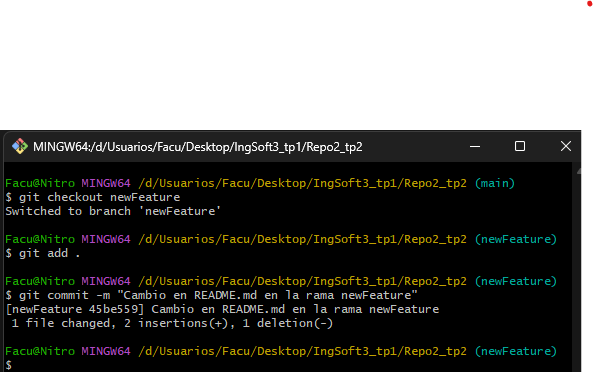 MINGW64:/d/Usuarios/Facu/Desktop/IngSoft3_tp1/Repo2_tp2
Facu@Nitro MINGW64 /d/Usuarios/Facu/Desktop/IngSoft3_tp1/Repo2_tp2 (main)
$ git checkout newFeature
Switched to branch 'newFeature'
Facu@Nitro MINGW64 /d/Usuarios/Facu/Desktop/IngSoft3_tp1/Repo2_tp2 (newFeature)
$ git add .
Facu@Nitro MINGW64 /d/Usuarios/Facu/Desktop/IngSoft3_tp1/Repo2_tp2 (newFeature)
$ git commit -m "Cambio en README.md en la rama newFeature"
[newFeature 45be559] Cambio en README.md en la rama newFeature
1 file changed, 2 insertions(+), 1 deletion(-)
Facu@Nitro MINGW64 /d/Usuarios/Facu/Desktop/IngSoft3_tp1/Repo2_tp2 (newFeature)
$